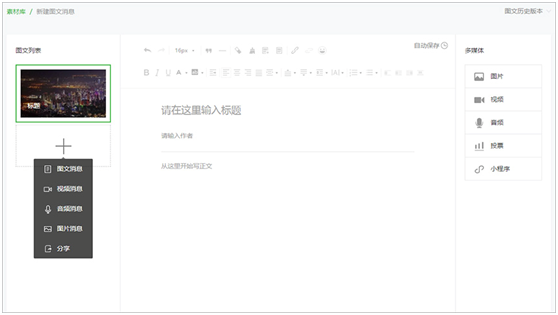 素材库 / 新建图文消息
图文历史版本
图文列表
自动保存
多媒体
16px
标题
请在这里输入标题
请输入作者
从这里开始写正文
图文消息
视频消息
音频消息
图片消息
分享
图片
视频
音频
投票
小程序